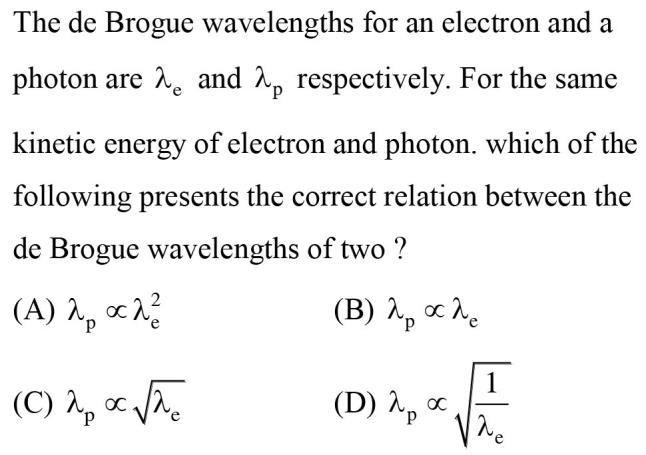 The de Brogue wavelengths for an electron and a
photon are λₑ and λₚ respectively. For the same
kinetic energy of electron and photon. which of the
following presents the correct relation between the
de Brogue wavelengths of two ?
(A) λₚ ∝ λₑ² (B) λₚ ∝ λₑ
(C) λₚ ∝ √λₑ (D) λₚ ∝ √(1/λₑ)